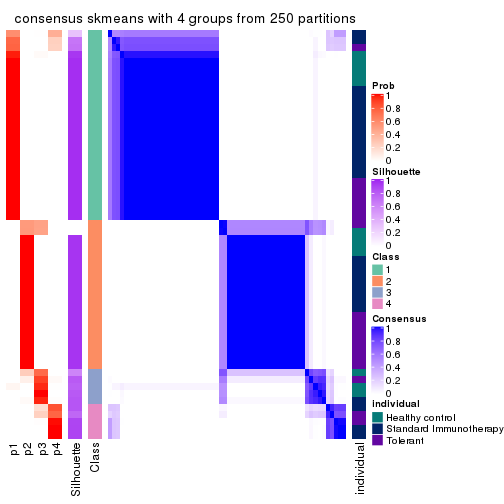 consensus skmeans with 4 groups from 250 partitions
Prob
1
0.8
0.6
0.4
0.2
0
Silhouette
1
0.8
0.6
0.4
0.2
0
Class
1
2
3
4
Consensus
1
0.8
0.6
0.4
0.2
0
Individual
Healthy control
Standard Immunotherapy
Tolerant
p1
p2
p3
p4
Silhouette
Class
individual